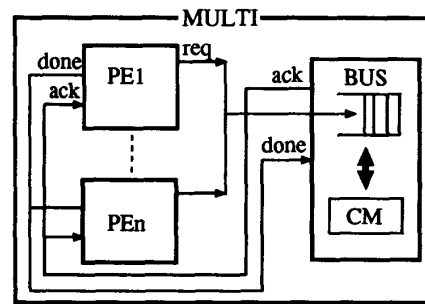 MULTI
done
PE1
req
ack
ack
BUS
done
PEn
CM